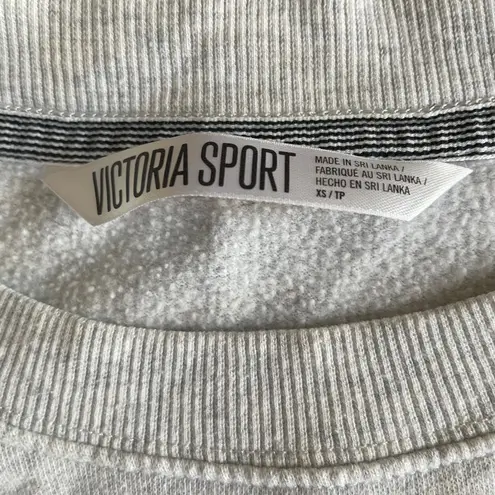 VICTORIA SPORT
MADE IN SRI LANKA /
FABRIQUÉ AU SRI LANKA /
HECHO EN SRI LANKA
XS / TP